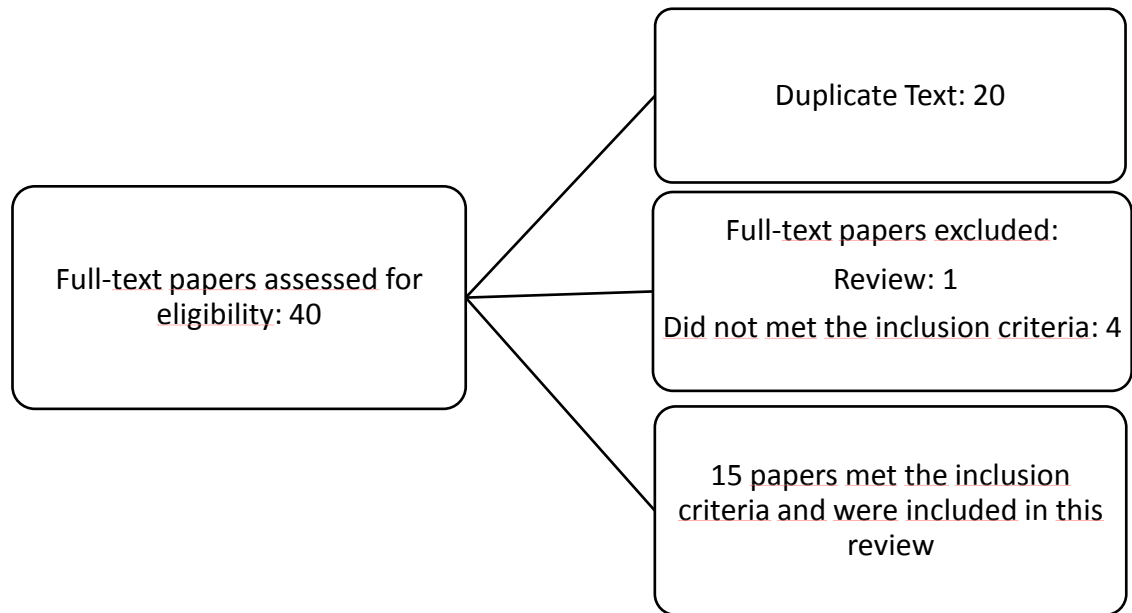 Duplicate Text: 20
Full-text papers assessed for
eligibility: 40
Full-text papers excluded:
Review: 1
Did not met the inclusion criteria: 4
15 papers met the inclusion
criteria and were included in this
review